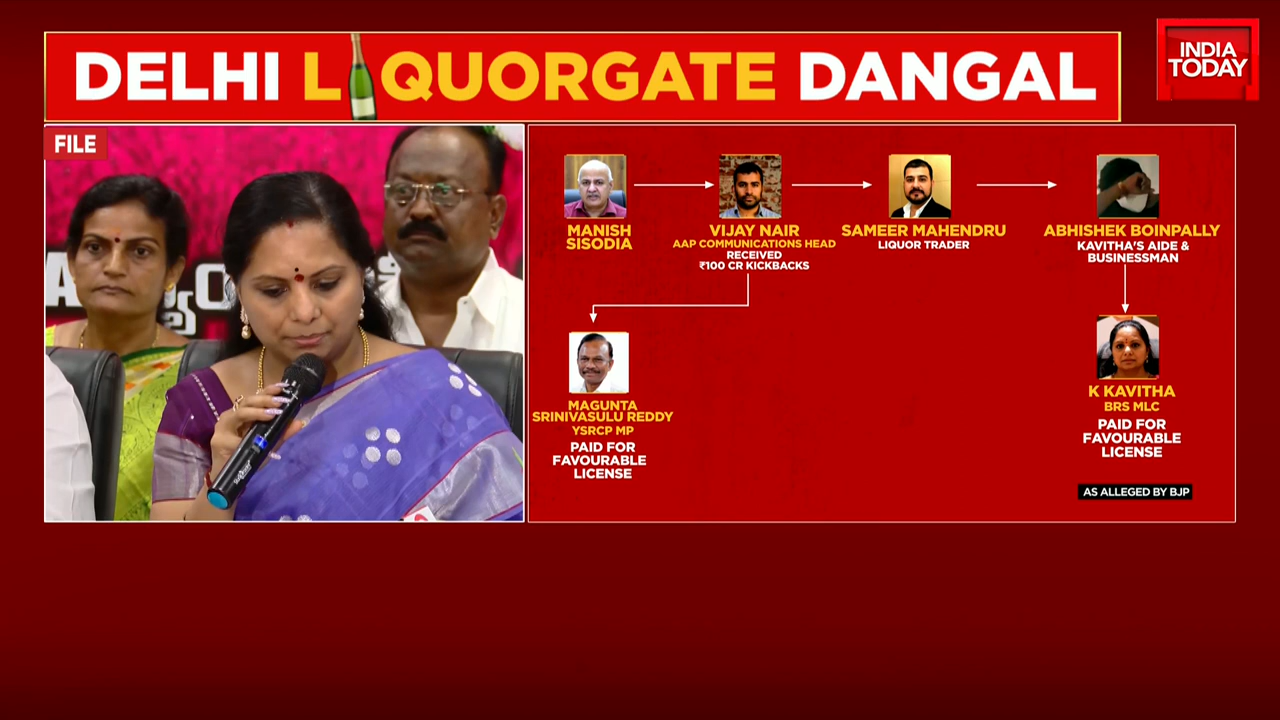 DELHI LIQUORGATE DANGAL
INDIA
TODAY
FILE
MANISH
SISODIA
VIJAY NAIR
AAP COMMUNICATIONS HEAD
RECEIVED
₹100 CR KICKBACKS
SAMEER MAHENDRU
LIQUOR TRADER
ABHISHEK BOINPALLY
KAVITHA'S AIDE &
BUSINESSMAN
MAGUNTA
SRINIVASULU REDDY
YSRCP MP
PAID FOR
FAVOURABLE
LICENSE
K KAVITHA
BRS MLC
PAID FOR
FAVOURABLE
LICENSE
AS ALLEGED BY BJP